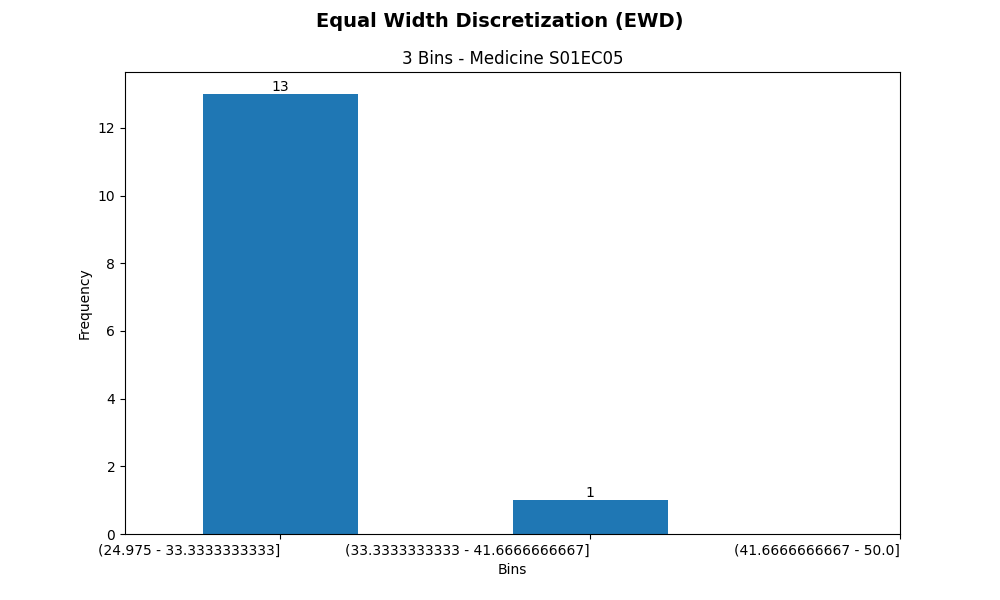 Equal Width Discretization (EWD)
3 Bins - Medicine S01EC05
13
12
10
8
6
4
2
0
Frequency
1
(24.975 - 33.3333333333]
(33.3333333333 - 41.6666666667]
(41.6666666667 - 50.0]
Bins